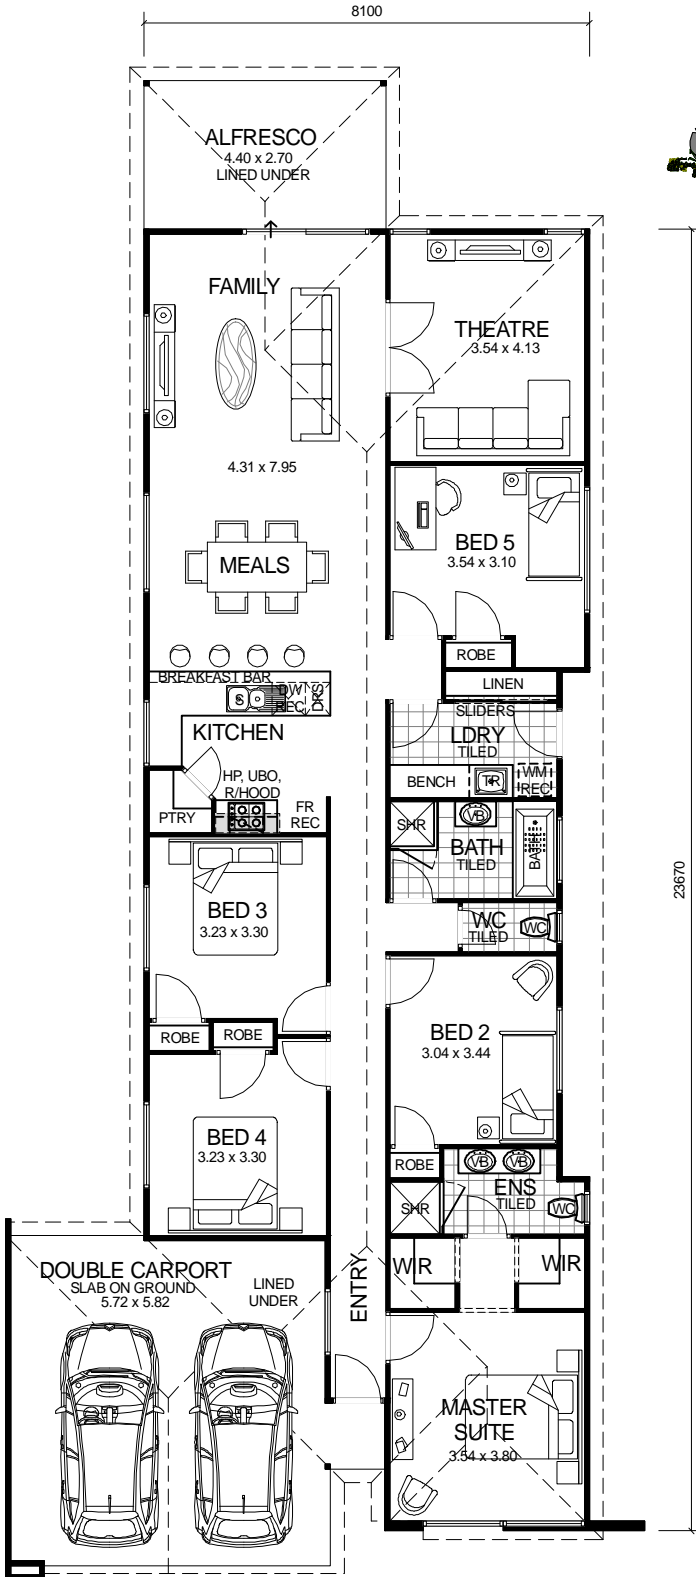 8100
ALFRESCO
4.40 x 2.70
LINED UNDER
FAMILY
THEATRE
3.54 x 4.13
4.31 x 7.95
BED 5
3.54 x 3.10
MEALS
ROBE
BREAKFAST BAR
LINEN
S
DW
REC
DRS
SLIDERS
KITCHEN
LDRY
TILED
HP, UBO,
R/HOOD
BENCH
TR
WM
REC
PTRY
FR
REC
SHR
VB
BATH
TILED
BATH
23670
BED 3
3.23 x 3.30
WC
TILED
WC
ROBE
ROBE
BED 2
3.04 x 3.44
BED 4
3.23 x 3.30
ROBE
VB
VB
ENS
TILED
SHR
WC
DOUBLE CARPORT
SLAB ON GROUND
5.72 x 5.82
LINED
UNDER
ENTRY
WIR
WIR
MASTER
SUITE
3.54 x 3.80